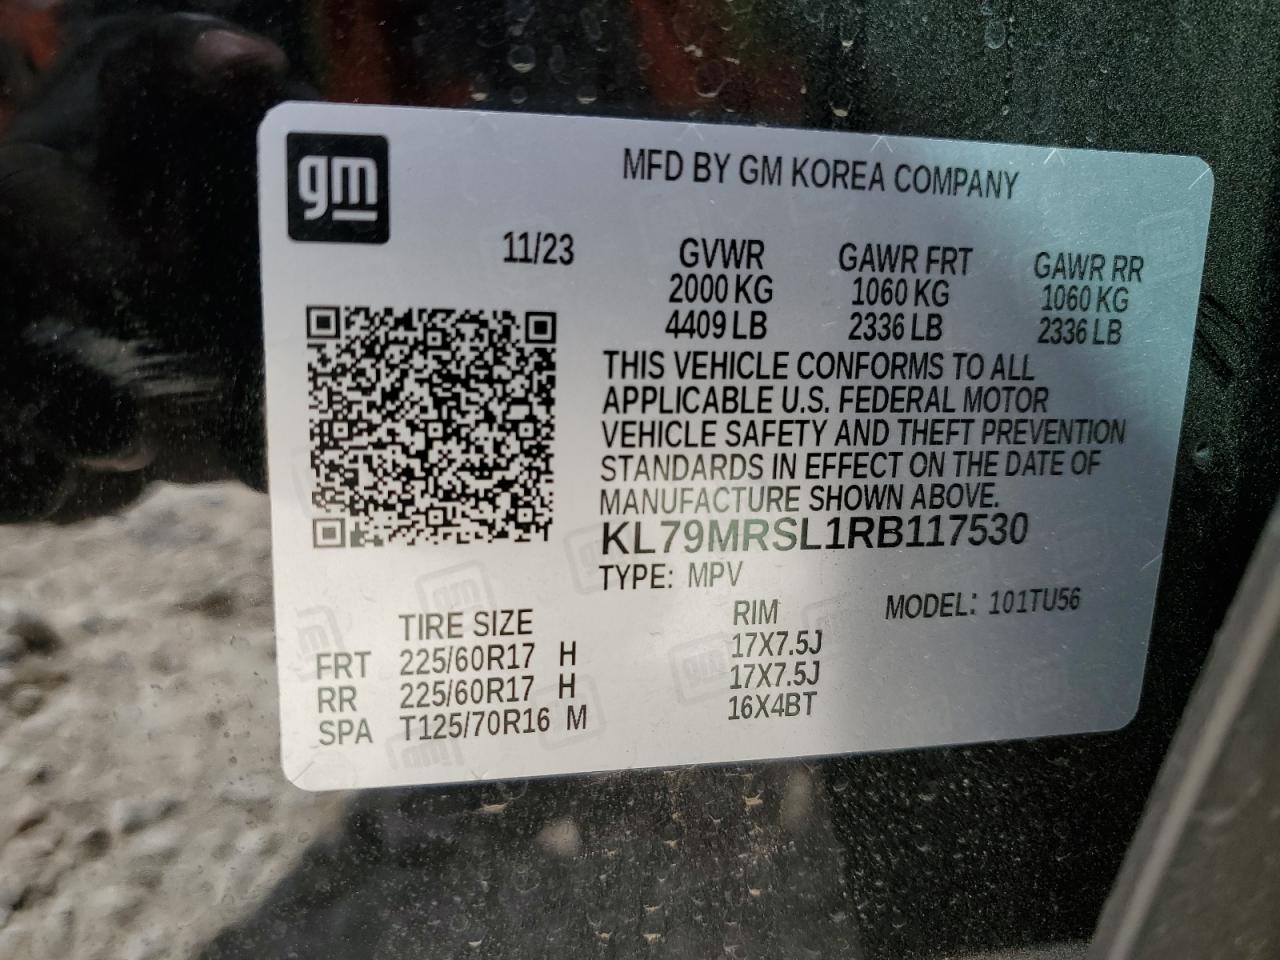 gm
MFD BY GM KOREA COMPANY
11/23
GVWR GAWR FRT GAWR RR
2000 KG 1060 KG 1060 KG
4409 LB 2336 LB 2336 LB
THIS VEHICLE CONFORMS TO ALL
APPLICABLE U.S. FEDERAL MOTOR
VEHICLE SAFETY AND THEFT PREVENTION
STANDARDS IN EFFECT ON THE DATE OF
MANUFACTURE SHOWN ABOVE.
KL79MRSL1RB117530
TYPE: MPV
MODEL: 101TU56
TIRE SIZE RIM
FRT 225/60R17 H 17X7.5J
RR 225/60R17 H 17X7.5J
SPA T125/70R16 M 16X4BT